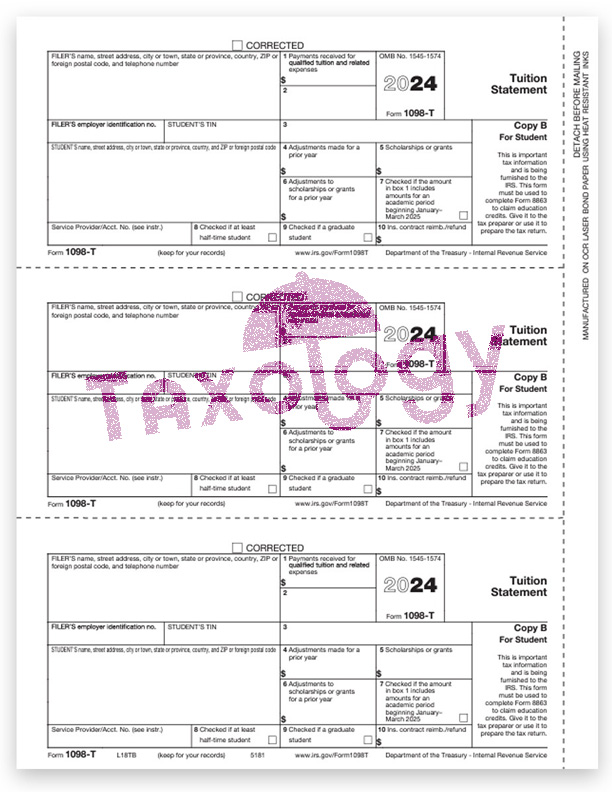 CORRECTED
FILER'S name, street address, city or town, state or province, country, ZIP or
foreign postal code, and telephone number
1 Payments received for
qualified tuition and related
expenses
$
2
OMB No. 1545-1574
2024
Form 1098-T
Tuition
Statement
FILER'S employer identification no.
STUDENT'S TIN
3
Copy B
For Student
STUDENT'S name, street address, city or town, state or province, country, and ZIP or foreign postal code
4 Adjustments made for a
prior year
$
5 Scholarships or grants
$
This is important
tax information
and is being
furnished to the
IRS. This form
must be used to
complete Form 8863
to claim education
credits. Give it to the
tax preparer or use it to
prepare the tax return.
6 Adjustments to
scholarships or grants
for a prior year
$
7 Checked if the amount
in box 1 includes
amounts for an
academic period
beginning January–
March 2025
Service Provider/Acct. No. (see instr.)
8 Checked if at least
half-time student
9 Checked if a graduate
student
10 Ins. contract reimb./refund
$
Form 1098-T
(keep for your records)
www.irs.gov/Form1098T
Department of the Treasury - Internal Revenue Service
CORRECTED
FILER'S name, street address, city or town, state or province, country,
foreign postal code, and telephone number
2
OMB No. 1545-1574
2024
Form 1098-T
Tuition
Statement
Taxology
FILER'S employer identification no.
STUDENT'S TIN
3
Copy B
For Student
STUDENT'S name, street address, city or town, state or province, country, and ZIP or foreign postal code
4 Adjustments made for a
prior year
$
5 Scholarships or grants
$
This is important
tax information
and is being
furnished to the
IRS. This form
must be used to
complete Form 8863
to claim education
credits. Give it to the
tax preparer or use it to
prepare the tax return.
6 Adjustments to
scholarships or grants
for a prior year
$
7 Checked if the amount
in box 1 includes
amounts for an
academic period
beginning January–
March 2025
Service Provider/Acct. No. (see instr.)
8 Checked if at least
half-time student
9 Checked if a graduate
student
10 Ins. contract reimb./refund
$
Form 1098-T
(keep for your records)
www.irs.gov/Form1098T
Department of the Treasury - Internal Revenue Service
CORRECTED
FILER'S name, street address, city or town, state or province, country, ZIP or
foreign postal code, and telephone number
1 Payments received for
qualified tuition and related
expenses
$
2
OMB No. 1545-1574
2024
Form 1098-T
Tuition
Statement
FILER'S employer identification no.
STUDENT'S TIN
3
Copy B
For Student
STUDENT'S name, street address, city or town, state or province, country, and ZIP or foreign postal code
4 Adjustments made for a
prior year
$
5 Scholarships or grants
$
This is important
tax information
and is being
furnished to the
IRS. This form
must be used to
complete Form 8863
to claim education
credits. Give it to the
tax preparer or use it to
prepare the tax return.
6 Adjustments to
scholarships or grants
for a prior year
$
7 Checked if the amount
in box 1 includes
amounts for an
academic period
beginning January–
March 2025
Service Provider/Acct. No. (see instr.)
8 Checked if at least
half-time student
9 Checked if a graduate
student
10 Ins. contract reimb./refund
$
Form 1098-T
L18TB
(keep for your records)
5181
www.irs.gov/Form1098T
Department of the Treasury - Internal Revenue Service
DETACH BEFORE MAILING
MANUFACTURED ON OCR LASER BOND PAPER USING HEAT RESISTANT INKS